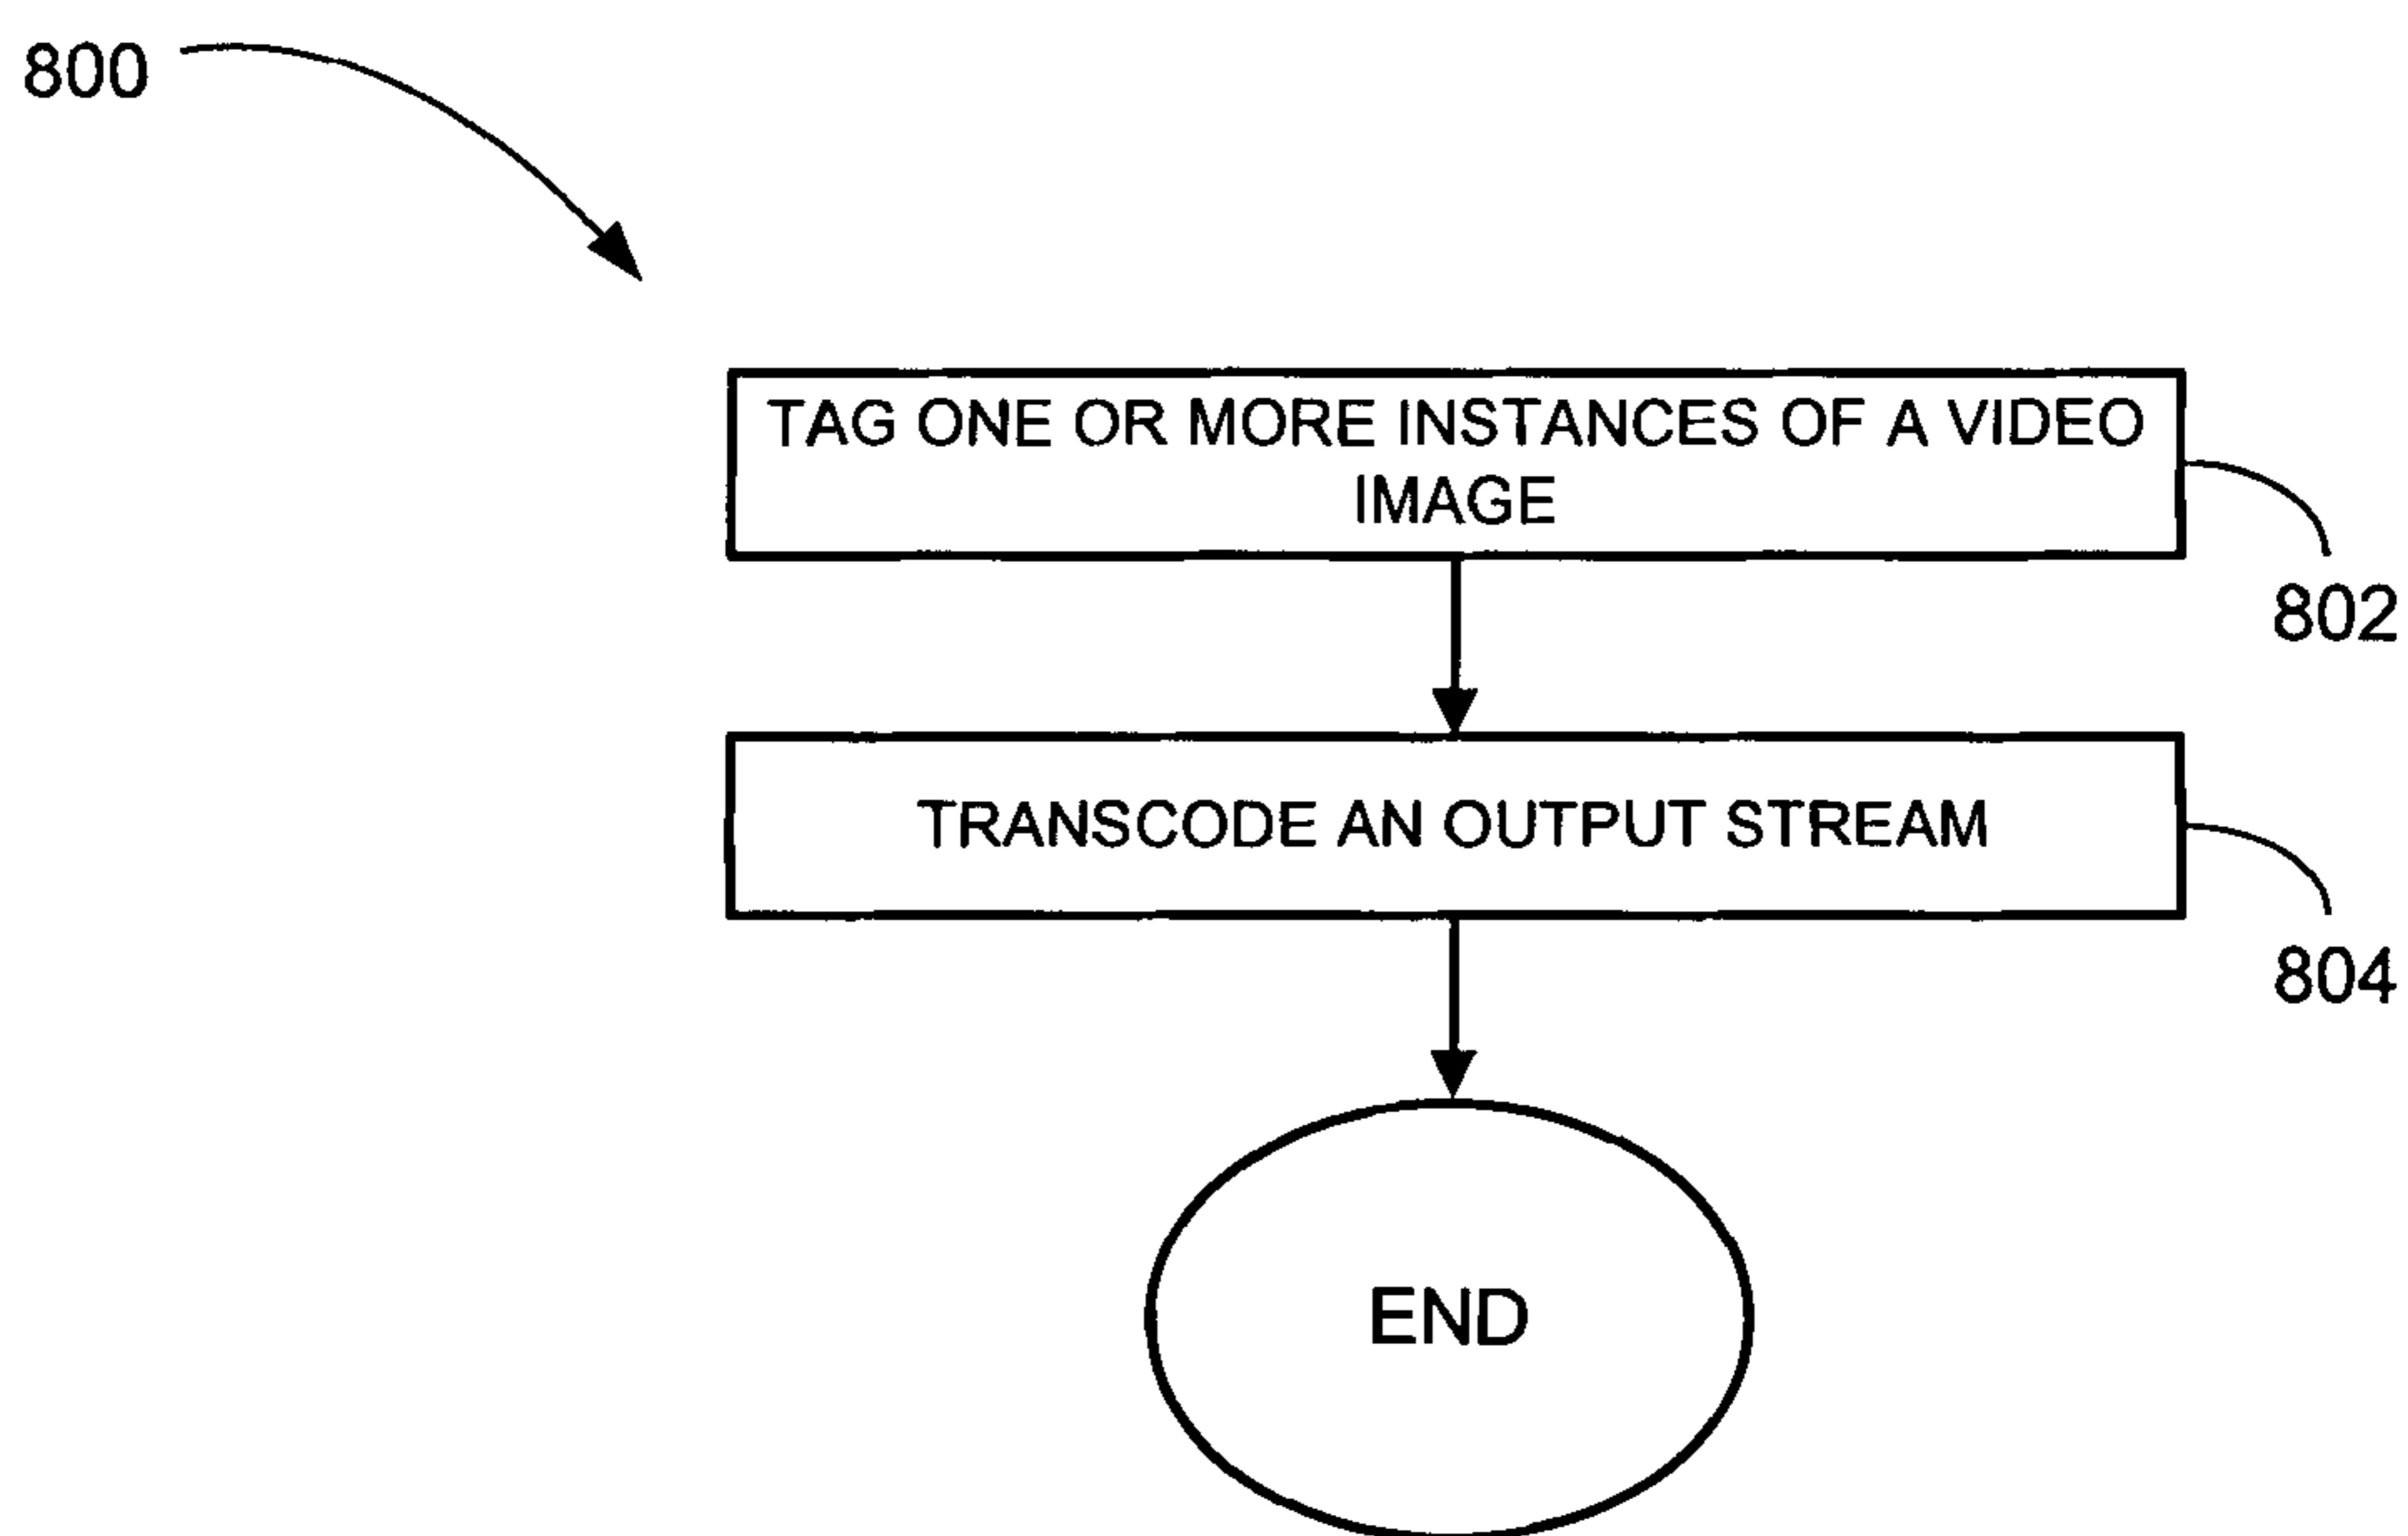 800
TAG ONE OR MORE INSTANCES OF A VIDEO
IMAGE
802
TRANSCODE AN OUTPUT STREAM
804
END